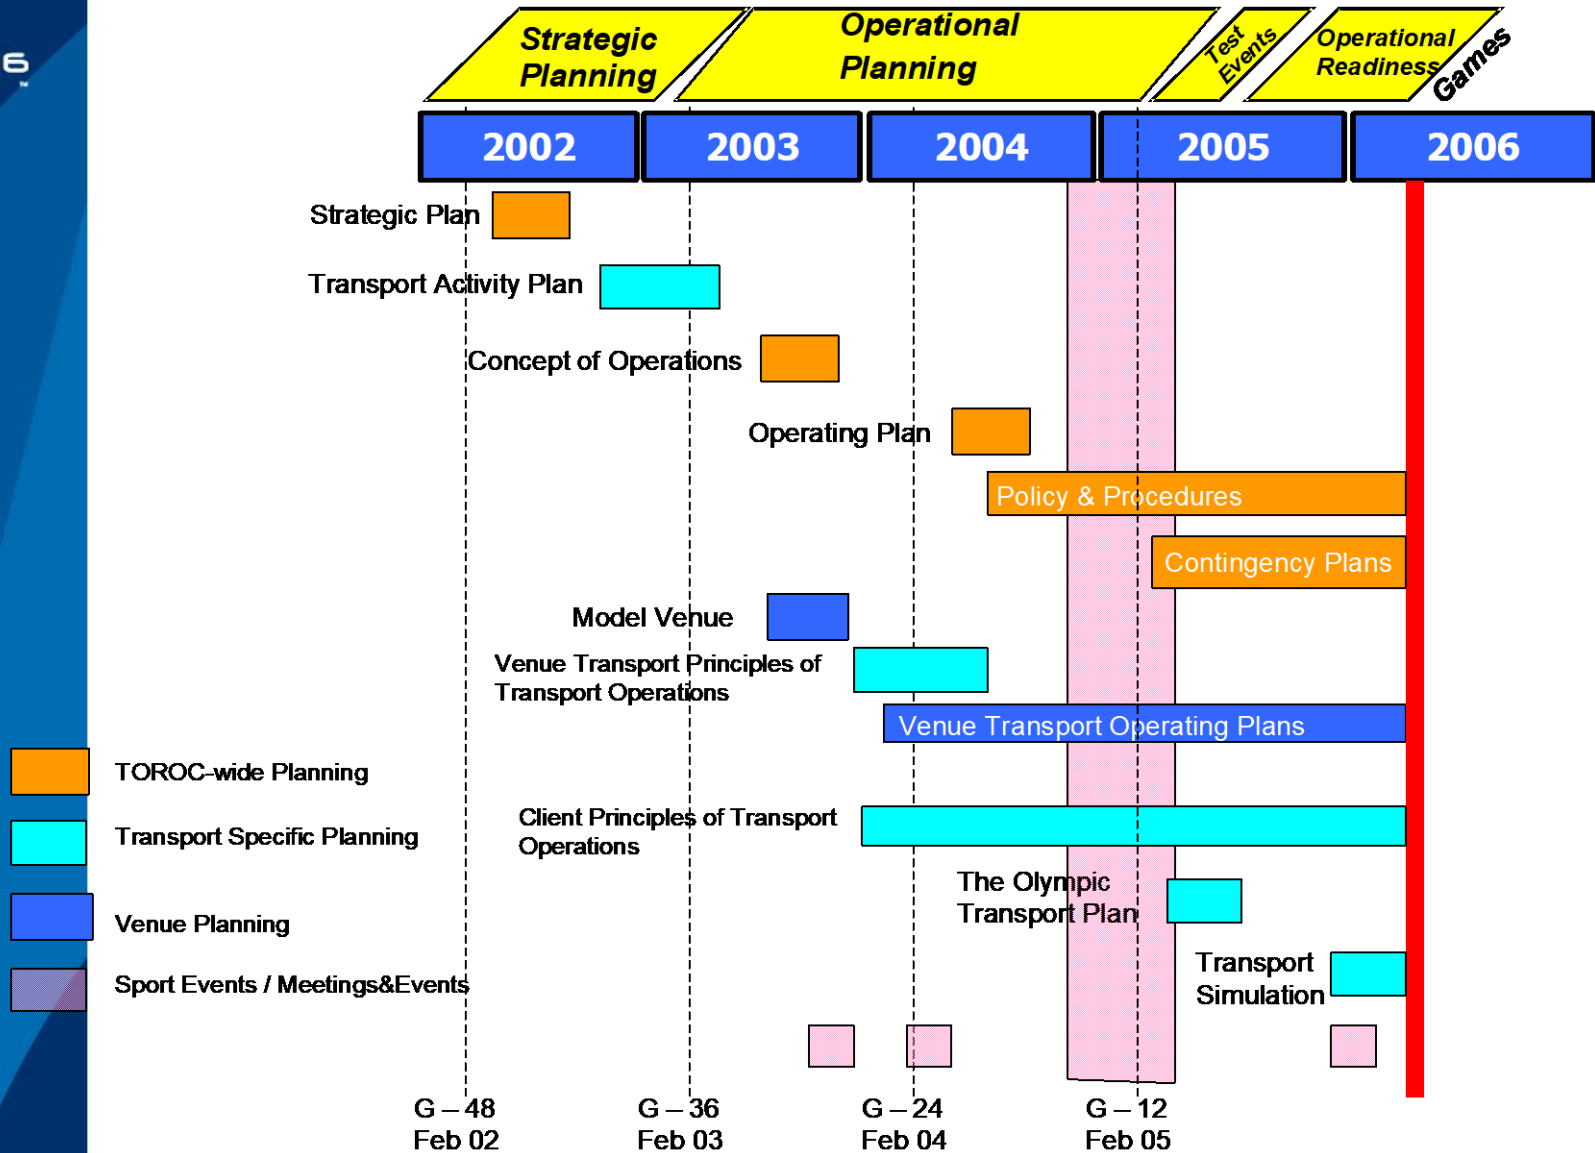 6
TM
Strategic
Planning
Operational
Planning
Test
Events
Operational
Readiness
Games
2002
2003
2004
2005
2006
Strategic Plan
Transport Activity Plan
Concept of Operations
Operating Plan
Policy & Procedures
Contingency Plans
Model Venue
Venue Transport Principles of
Transport Operations
Venue Transport Operating Plans
TOROC-wide Planning
Transport Specific Planning
Venue Planning
Sport Events / Meetings&Events
Client Principles of Transport
Operations
The Olympic
Transport Plan
Transport
Simulation
G – 48
Feb 02
G – 36
Feb 03
G – 24
Feb 04
G – 12
Feb 05